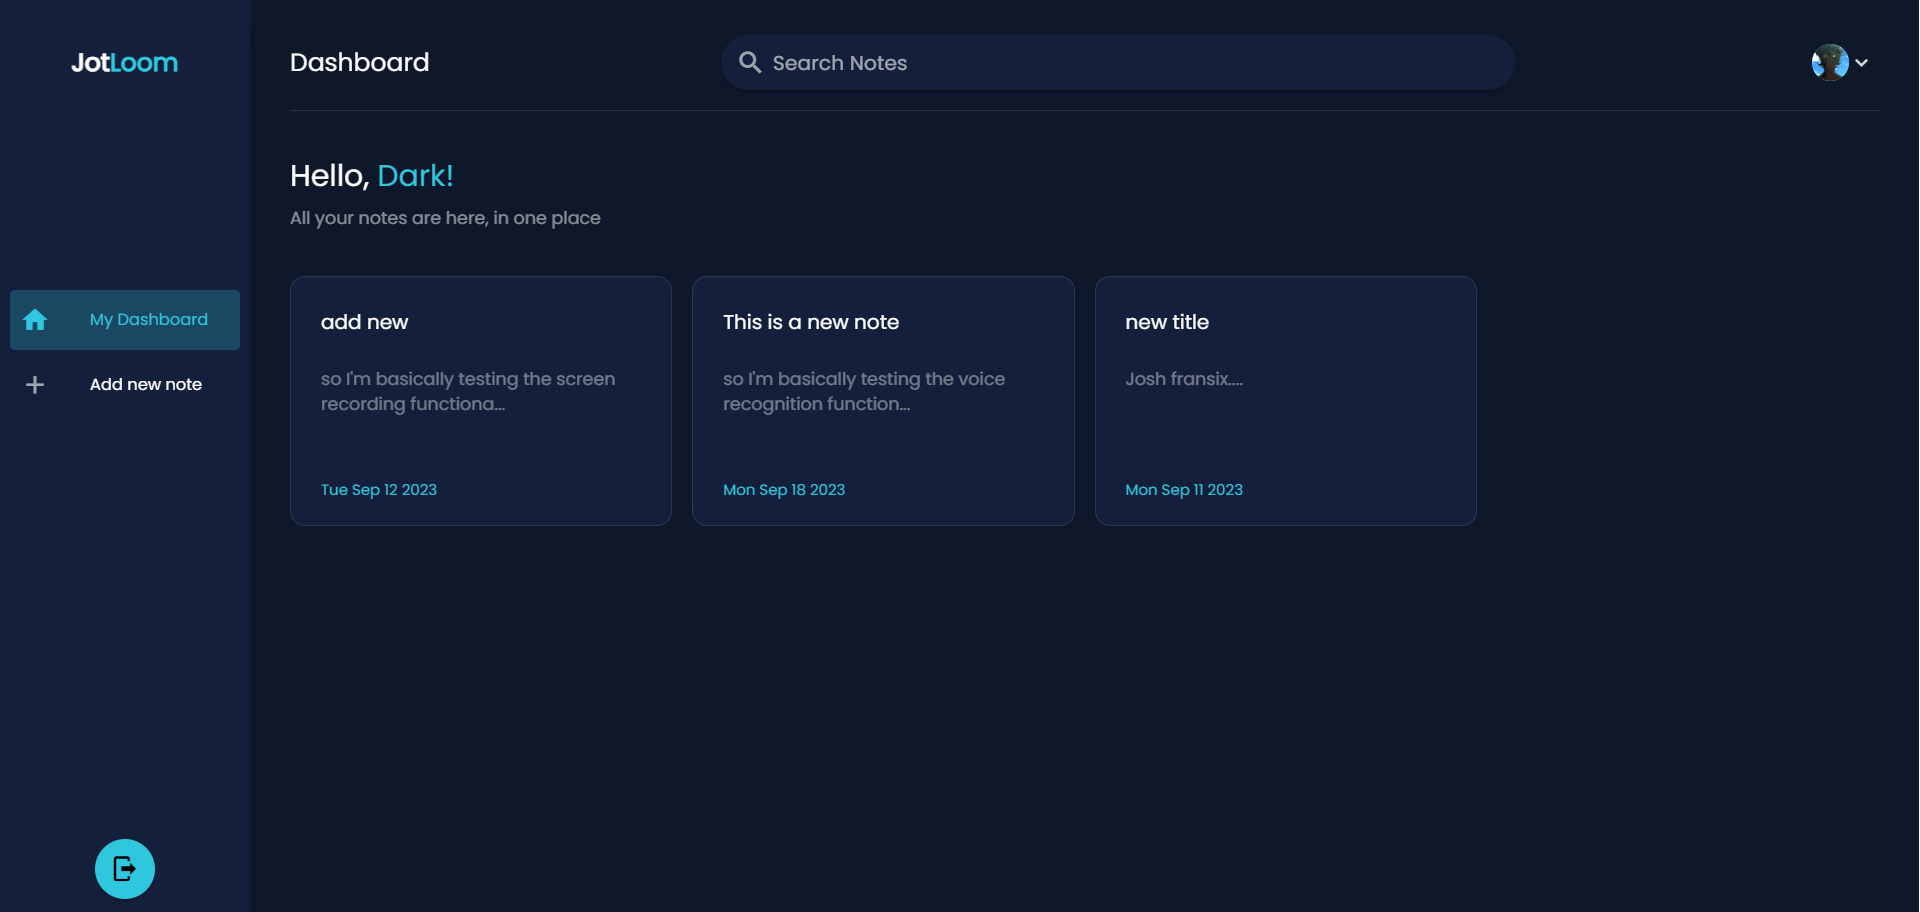 JotLoom
Dashboard
Search Notes
Hello, Dark!
All your notes are here, in one place
My Dashboard
Add new note
add new
so I'm basically testing the screen
recording functiona...
Tue Sep 12 2023
This is a new note
so I'm basically testing the voice
recognition function...
Mon Sep 18 2023
new title
Josh fransix....
Mon Sep 11 2023